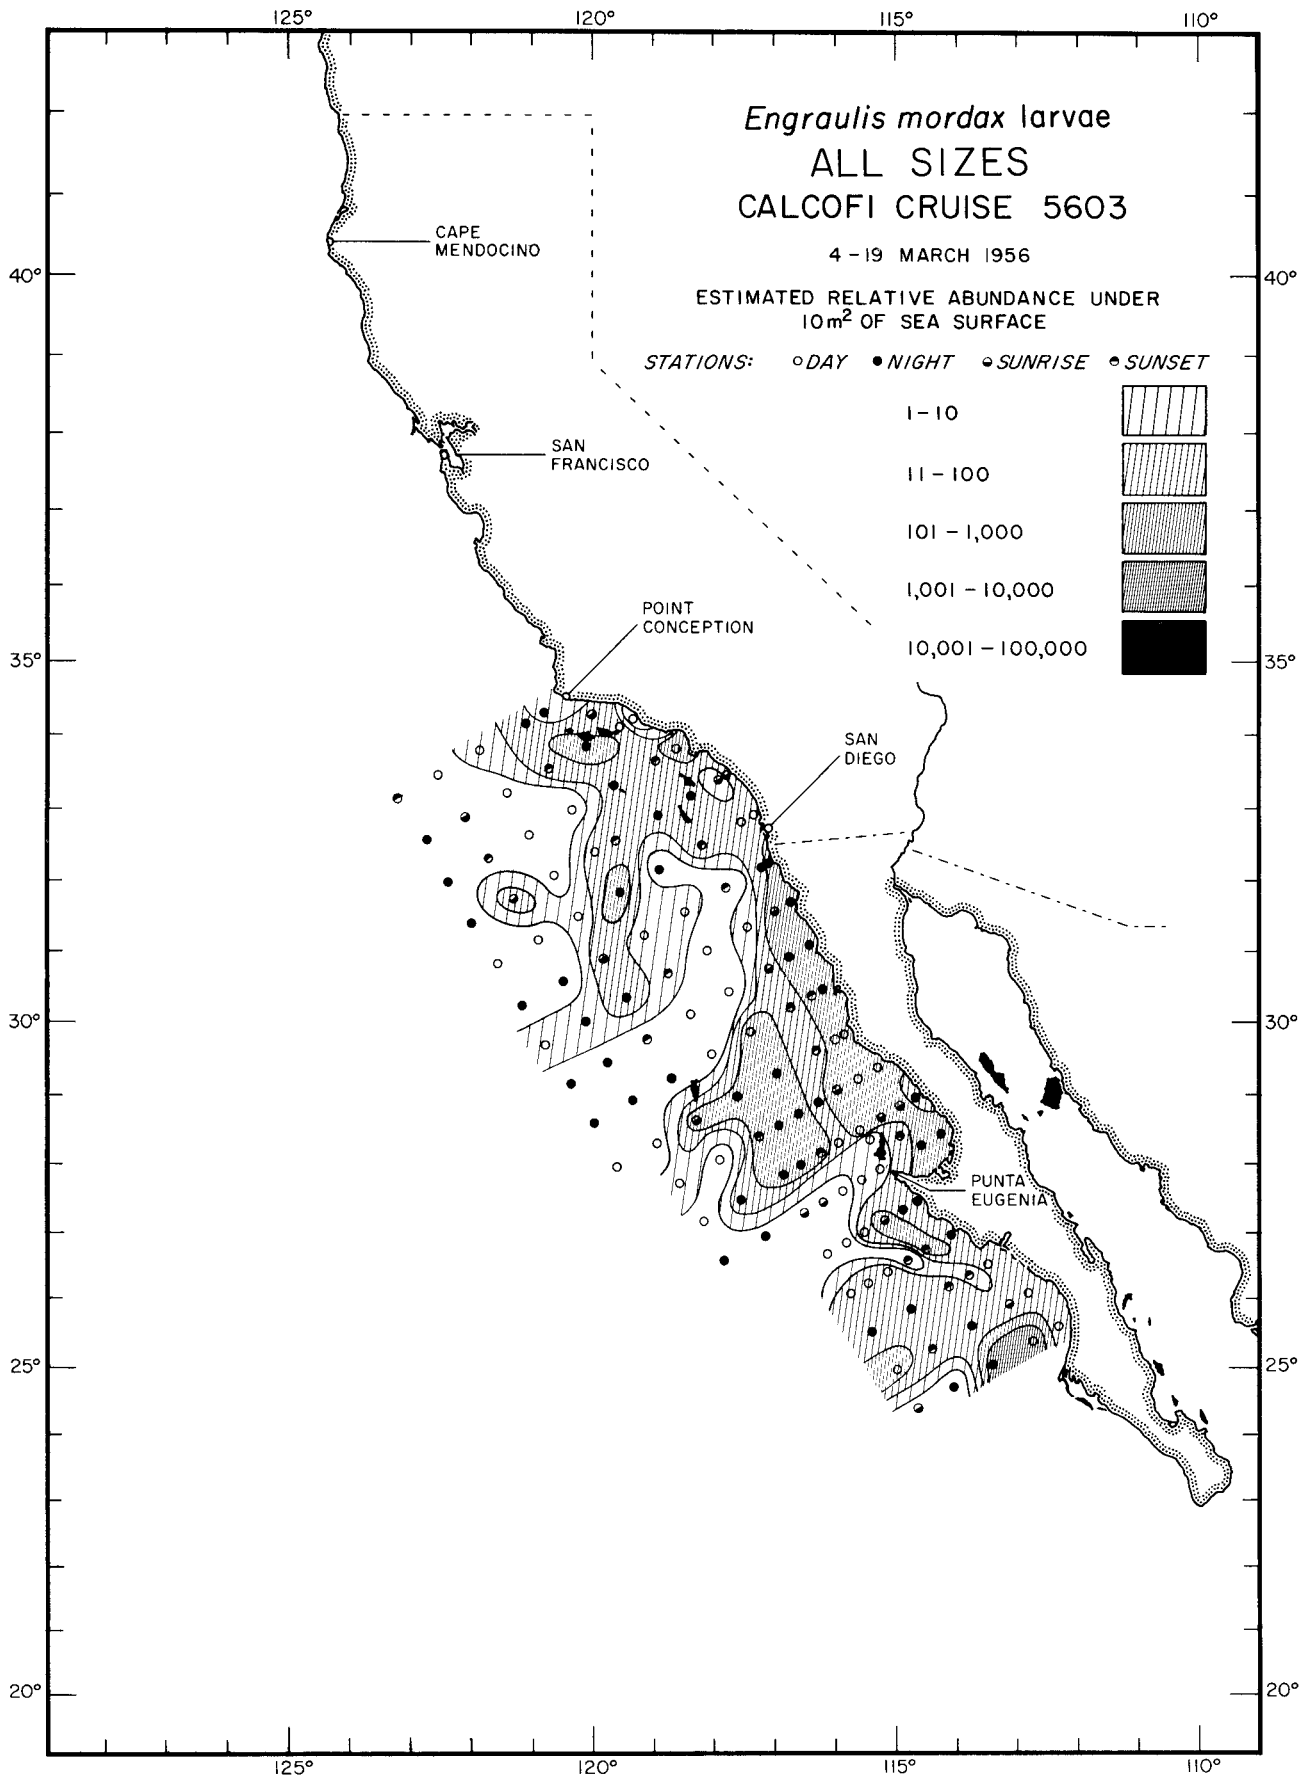 125° 120° 115° 110°
Engraulis mordax larvae
ALL SIZES
CALCOFI CRUISE 5603
4-19 MARCH 1956
ESTIMATED RELATIVE ABUNDANCE UNDER
10m² OF SEA SURFACE
STATIONS: DAY NIGHT SUNRISE SUNSET
1-10
11-100
101-1,000
1,001-10,000
10,001-100,000
CAPE
MENDOCINO
40° 40°
SAN
FRANCISCO
POINT
CONCEPTION
35° 35°
SAN
DIEGO
30° 30°
PUNTA
EUGENIA
25° 25°
20° 20°
125° 120° 115° 110°